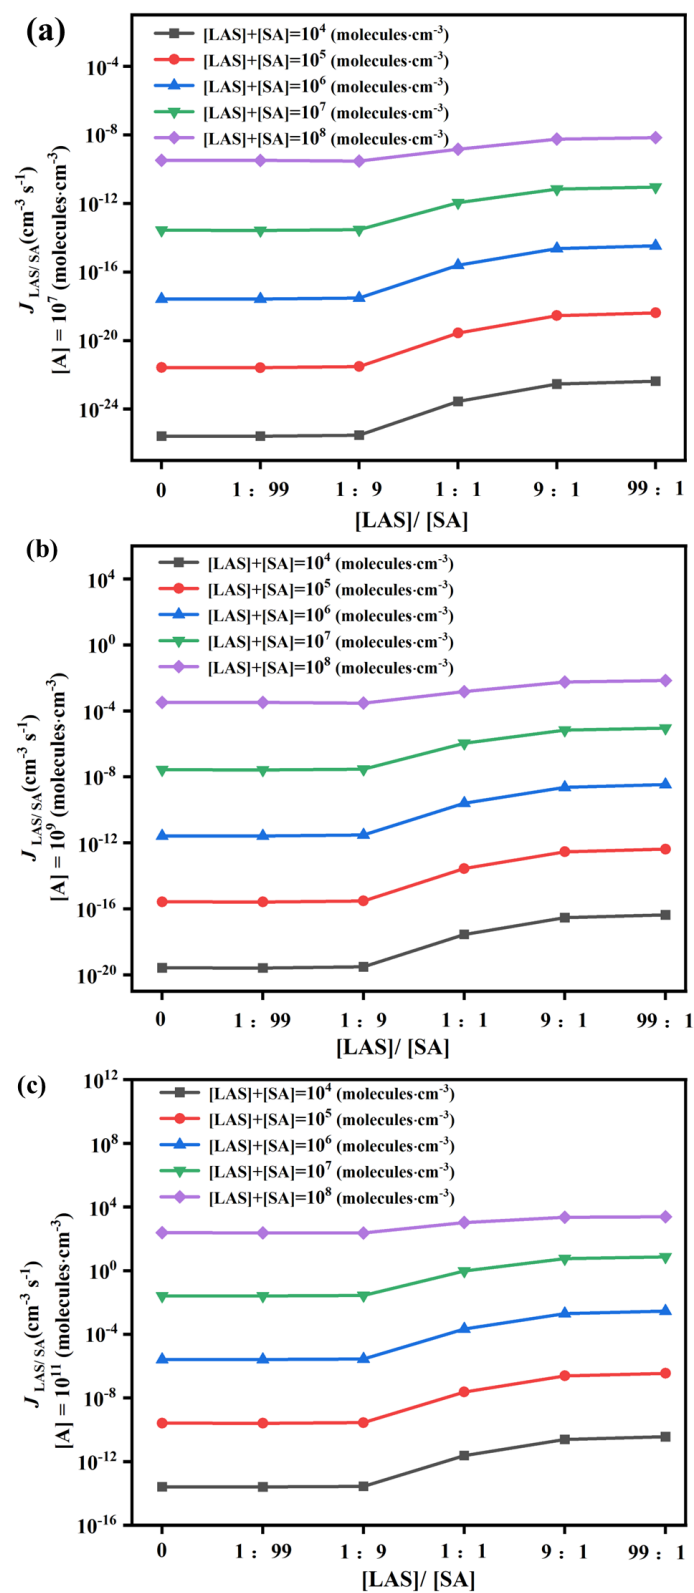 (a)
[LAS]+[SA]=10⁴ (molecules·cm⁻³)
[LAS]+[SA]=10⁵ (molecules·cm⁻³)
[LAS]+[SA]=10⁶ (molecules·cm⁻³)
[LAS]+[SA]=10⁷ (molecules·cm⁻³)
[LAS]+[SA]=10⁸ (molecules·cm⁻³)
10⁻⁴
10⁻⁸
10⁻¹²
10⁻¹⁶
10⁻²⁰
10⁻²⁴
J LAS/ SA(cm⁻³ s⁻¹)
[A] = 10⁷ (molecules·cm⁻³)
0 1 : 99 1 : 9 1 : 1 9 : 1 99 : 1
[LAS]/ [SA]
(b)
[LAS]+[SA]=10⁴ (molecules·cm⁻³)
[LAS]+[SA]=10⁵ (molecules·cm⁻³)
[LAS]+[SA]=10⁶ (molecules·cm⁻³)
[LAS]+[SA]=10⁷ (molecules·cm⁻³)
[LAS]+[SA]=10⁸ (molecules·cm⁻³)
10⁴
10⁰
10⁻⁴
10⁻⁸
10⁻¹²
10⁻¹⁶
10⁻²⁰
J LAS/ SA(cm⁻³ s⁻¹)
[A] = 10⁹ (molecules·cm⁻³)
0 1 : 99 1 : 9 1 : 1 9 : 1 99 : 1
[LAS]/ [SA]
(c)
[LAS]+[SA]=10⁴ (molecules·cm⁻³)
[LAS]+[SA]=10⁵ (molecules·cm⁻³)
[LAS]+[SA]=10⁶ (molecules·cm⁻³)
[LAS]+[SA]=10⁷ (molecules·cm⁻³)
[LAS]+[SA]=10⁸ (molecules·cm⁻³)
10¹²
10⁸
10⁴
10⁰
10⁻⁴
10⁻⁸
10⁻¹²
10⁻¹⁶
J LAS/ SA(cm⁻³ s⁻¹)
[A] = 10¹¹ (molecules·cm⁻³)
0 1 : 99 1 : 9 1 : 1 9 : 1 99 : 1
[LAS]/ [SA]